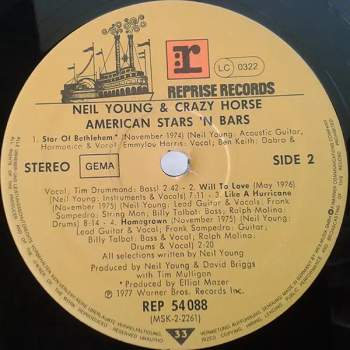 r
LC 0322
REPRISE RECORDS
NEIL YOUNG & CRAZY HORSE
AMERICAN STARS 'N BARS
1. Star Of Bethlehem* (November 1974) (Neil Young: Acoustic Guitar,
Harmonica & Vocal; Emmylou Harris: Vocal; Ben Keith: Dobro &
STEREO GEMA SIDE 2
Vocal; Tim Drummond: Bass) 2:42 - 2. Will To Love (May 1976)
(Neil Young: Instruments & Vocals) 7:11 - 3. Like A Hurricane
(November 1975) (Neil Young: Lead Guitar & Vocals; Frank
Sampedro: String Man; Billy Talbot: Bass; Ralph Molina:
Drums) 8:14 - 4. Homegrown (November 1975) (Neil Young:
Lead Guitar & Vocal; Frank Sampedro: Guitar;
Billy Talbot: Bass & Vocal; Ralph Molina:
Drums & Vocal) 2:20
All selections written by Neil Young
Produced by Neil Young & David Briggs
with Tim Mulligan
* Produced by Elliot Mazer
℗ 1977 Warner Bros. Records Inc.
REP 54 088
(MSK-2-2261)
33